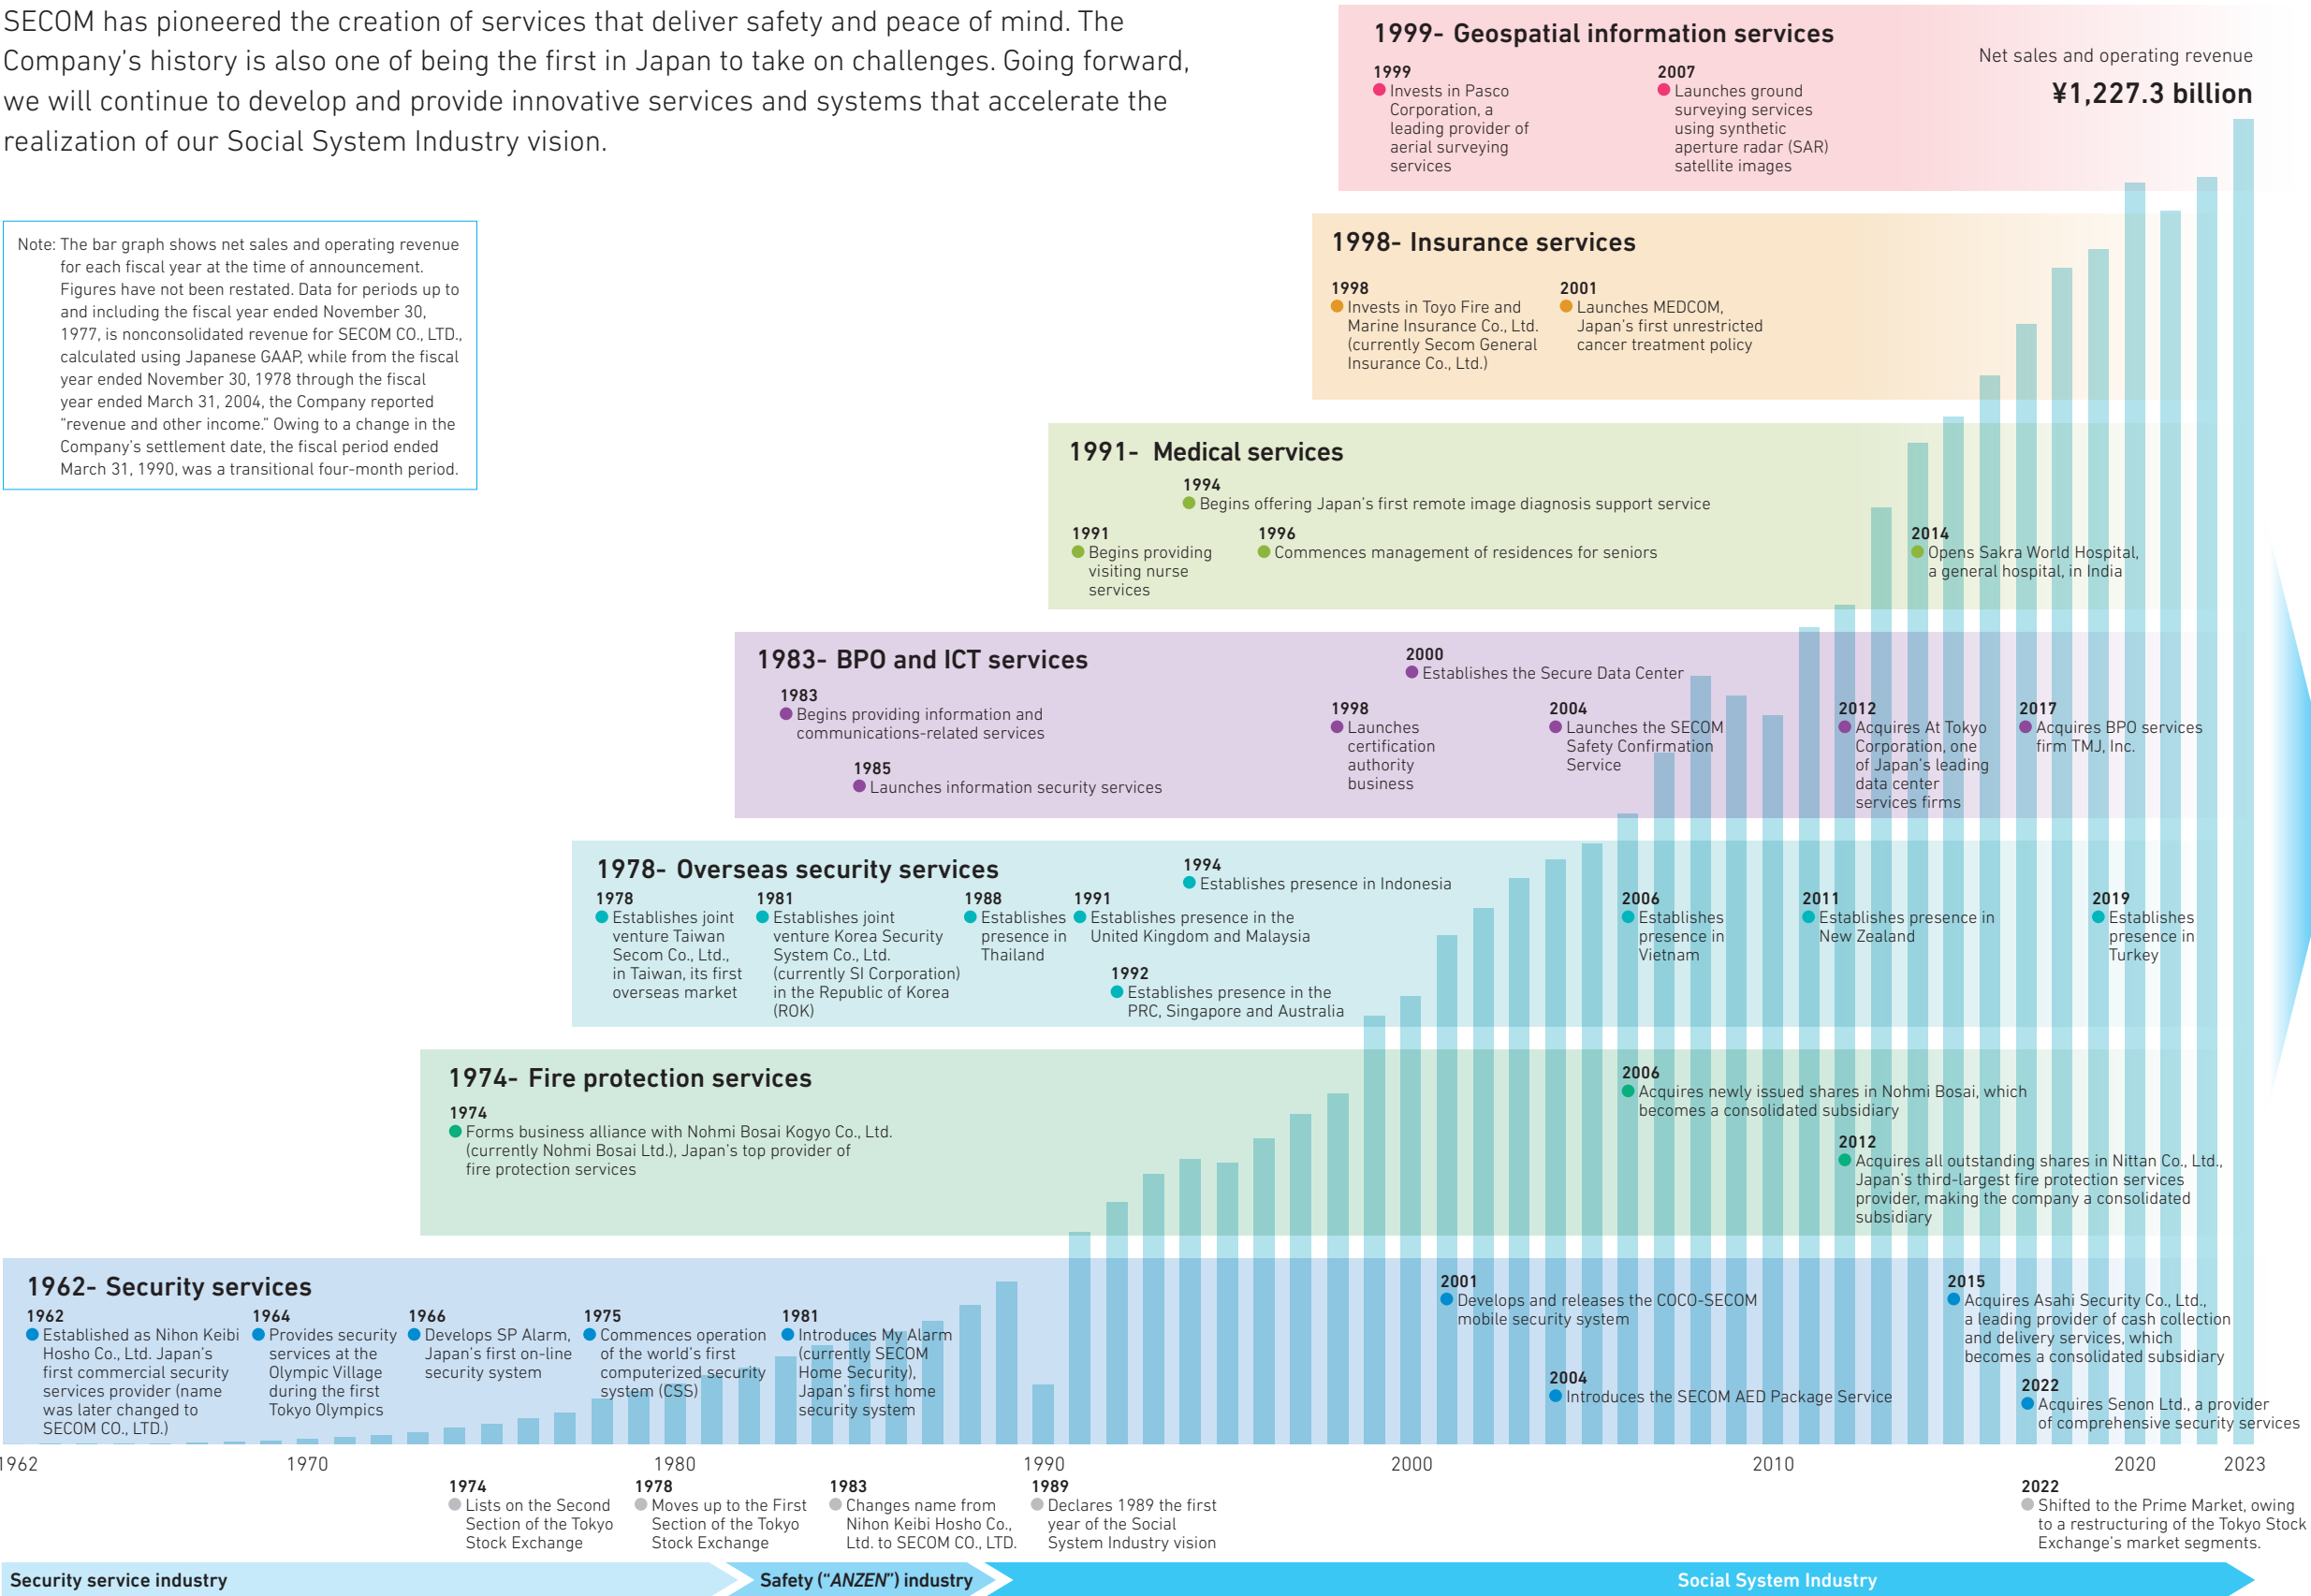 SECOM has pioneered the creation of services that deliver safety and peace of mind. The
Company's history is also one of being the first in Japan to take on challenges. Going forward,
we will continue to develop and provide innovative services and systems that accelerate the
realization of our Social System Industry vision.
Note: The bar graph shows net sales and operating revenue
for each fiscal year at the time of announcement.
Figures have not been restated. Data for periods up to
and including the fiscal year ended November 30,
1977, is nonconsolidated revenue for SECOM CO., LTD.,
calculated using Japanese GAAP, while from the fiscal
year ended November 30, 1978 through the fiscal
year ended March 31, 2004, the Company reported
“revenue and other income.” Owing to a change in the
Company's settlement date, the fiscal period ended
March 31, 1990, was a transitional four-month period.
Net sales and operating revenue
¥1,227.3 billion
1999- Geospatial information services
1999
Invests in Pasco
Corporation, a
leading provider of
aerial surveying
services
2007
Launches ground
surveying services
using synthetic
aperture radar (SAR)
satellite images
1998- Insurance services
1998
Invests in Toyo Fire and
Marine Insurance Co., Ltd.
(currently Secom General
Insurance Co., Ltd.)
2001
Launches MEDCOM,
Japan's first unrestricted
cancer treatment policy
1991- Medical services
1994
Begins offering Japan's first remote image diagnosis support service
1991
Begins providing
visiting nurse
services
1996
Commences management of residences for seniors
2014
Opens Sakra World Hospital,
a general hospital, in India
1983- BPO and ICT services
1983
Begins providing information and
communications-related services
1985
Launches information security services
2000
Establishes the Secure Data Center
1998
Launches
certification
authority
business
2004
Launches the SECOM
Safety Confirmation
Service
2012
Acquires At Tokyo
Corporation, one
of Japan's leading
data center
services firms
2017
Acquires BPO services
firm TMJ, Inc.
1978- Overseas security services
1978
Establishes joint
venture Taiwan
Secom Co., Ltd.,
in Taiwan, its first
overseas market
1981
Establishes joint
venture Korea Security
System Co., Ltd.
(currently SI Corporation)
in the Republic of Korea
(ROK)
1988
Establishes
presence in
Thailand
1991
Establishes presence in the
United Kingdom and Malaysia
1992
Establishes presence in the
PRC, Singapore and Australia
1994
Establishes presence in Indonesia
2006
Establishes
presence in
Vietnam
2011
Establishes presence in
New Zealand
2019
Establishes
presence in
Turkey
1974- Fire protection services
1974
Forms business alliance with Nohmi Bosai Kogyo Co., Ltd.
(currently Nohmi Bosai Ltd.), Japan's top provider of
fire protection services
2006
Acquires newly issued shares in Nohmi Bosai, which
becomes a consolidated subsidiary
2012
Acquires all outstanding shares in Nittan Co., Ltd.,
Japan's third-largest fire protection services
provider, making the company a consolidated
subsidiary
1962- Security services
1962
Established as Nihon Keibi
Hosho Co., Ltd. Japan's
first commercial security
services provider (name
was later changed to
SECOM CO., LTD.)
1964
Provides security
services at the
Olympic Village
during the first
Tokyo Olympics
1966
Develops SP Alarm,
Japan's first on-line
security system
1975
Commences operation
of the world's first
computerized security
system (CSS)
1981
Introduces My Alarm
(currently SECOM
Home Security),
Japan's first home
security system
2001
Develops and releases the COCO-SECOM
mobile security system
2004
Introduces the SECOM AED Package Service
2015
Acquires Asahi Security Co., Ltd.,
a leading provider of cash collection
and delivery services, which
becomes a consolidated subsidiary
2022
Acquires Senon Ltd., a provider
of comprehensive security services
1962 1970 1980 1990 2000 2010 2020 2023
1974
Lists on the Second
Section of the Tokyo
Stock Exchange
1978
Moves up to the First
Section of the Tokyo
Stock Exchange
1983
Changes name from
Nihon Keibi Hosho Co.,
Ltd. to SECOM CO., LTD.
1989
Declares 1989 the first
year of the Social
System Industry vision
2022
Shifted to the Prime Market, owing
to a restructuring of the Tokyo Stock
Exchange's market segments.
Security service industry
Safety (“ANZEN”) industry
Social System Industry